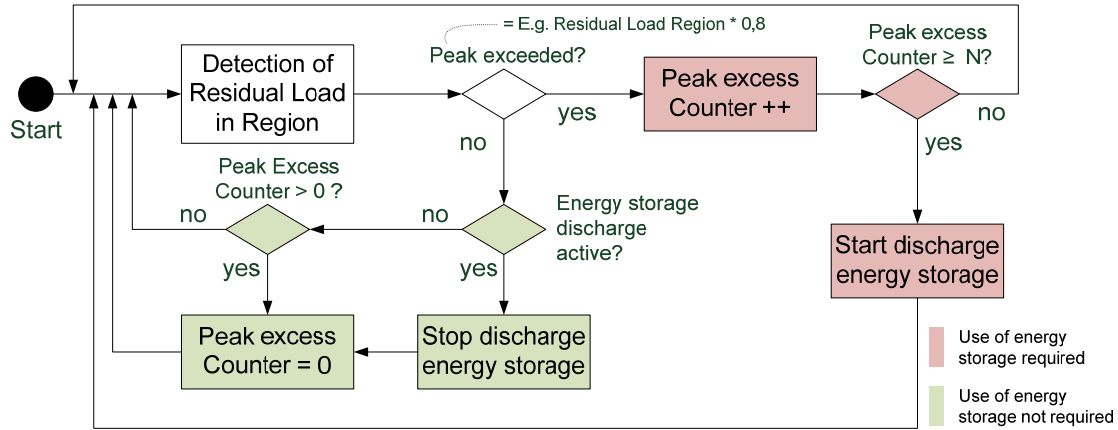 = E.g. Residual Load Region * 0,8
Peak excess
Counter ≥ N?
Peak exceeded?
Detection of
Residual Load
in Region
Peak excess
Counter ++
Start
yes
no
no
yes
Peak Excess
Counter > 0 ?
Energy storage
discharge
active?
no
no
yes
yes
Start discharge
energy storage
Peak excess
Counter = 0
Stop discharge
energy storage
Use of energy
storage required
Use of energy
storage not required